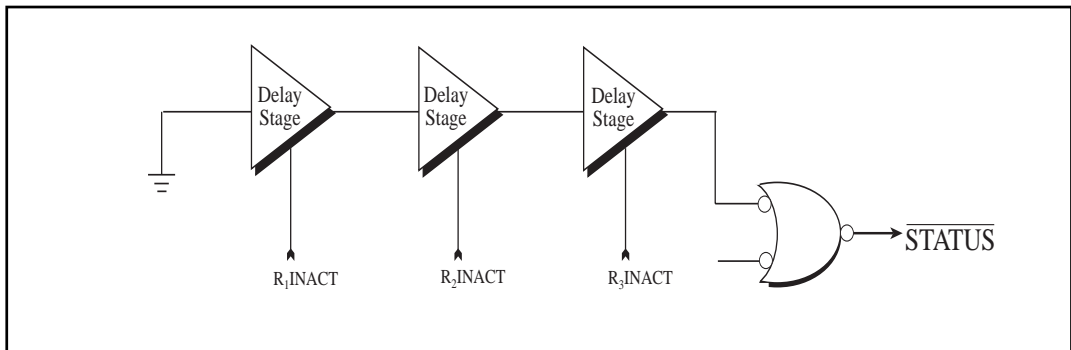 Delay
Stage
Delay
Stage
Delay
Stage
R₁INACT
R₂INACT
R₃INACT
STATUS